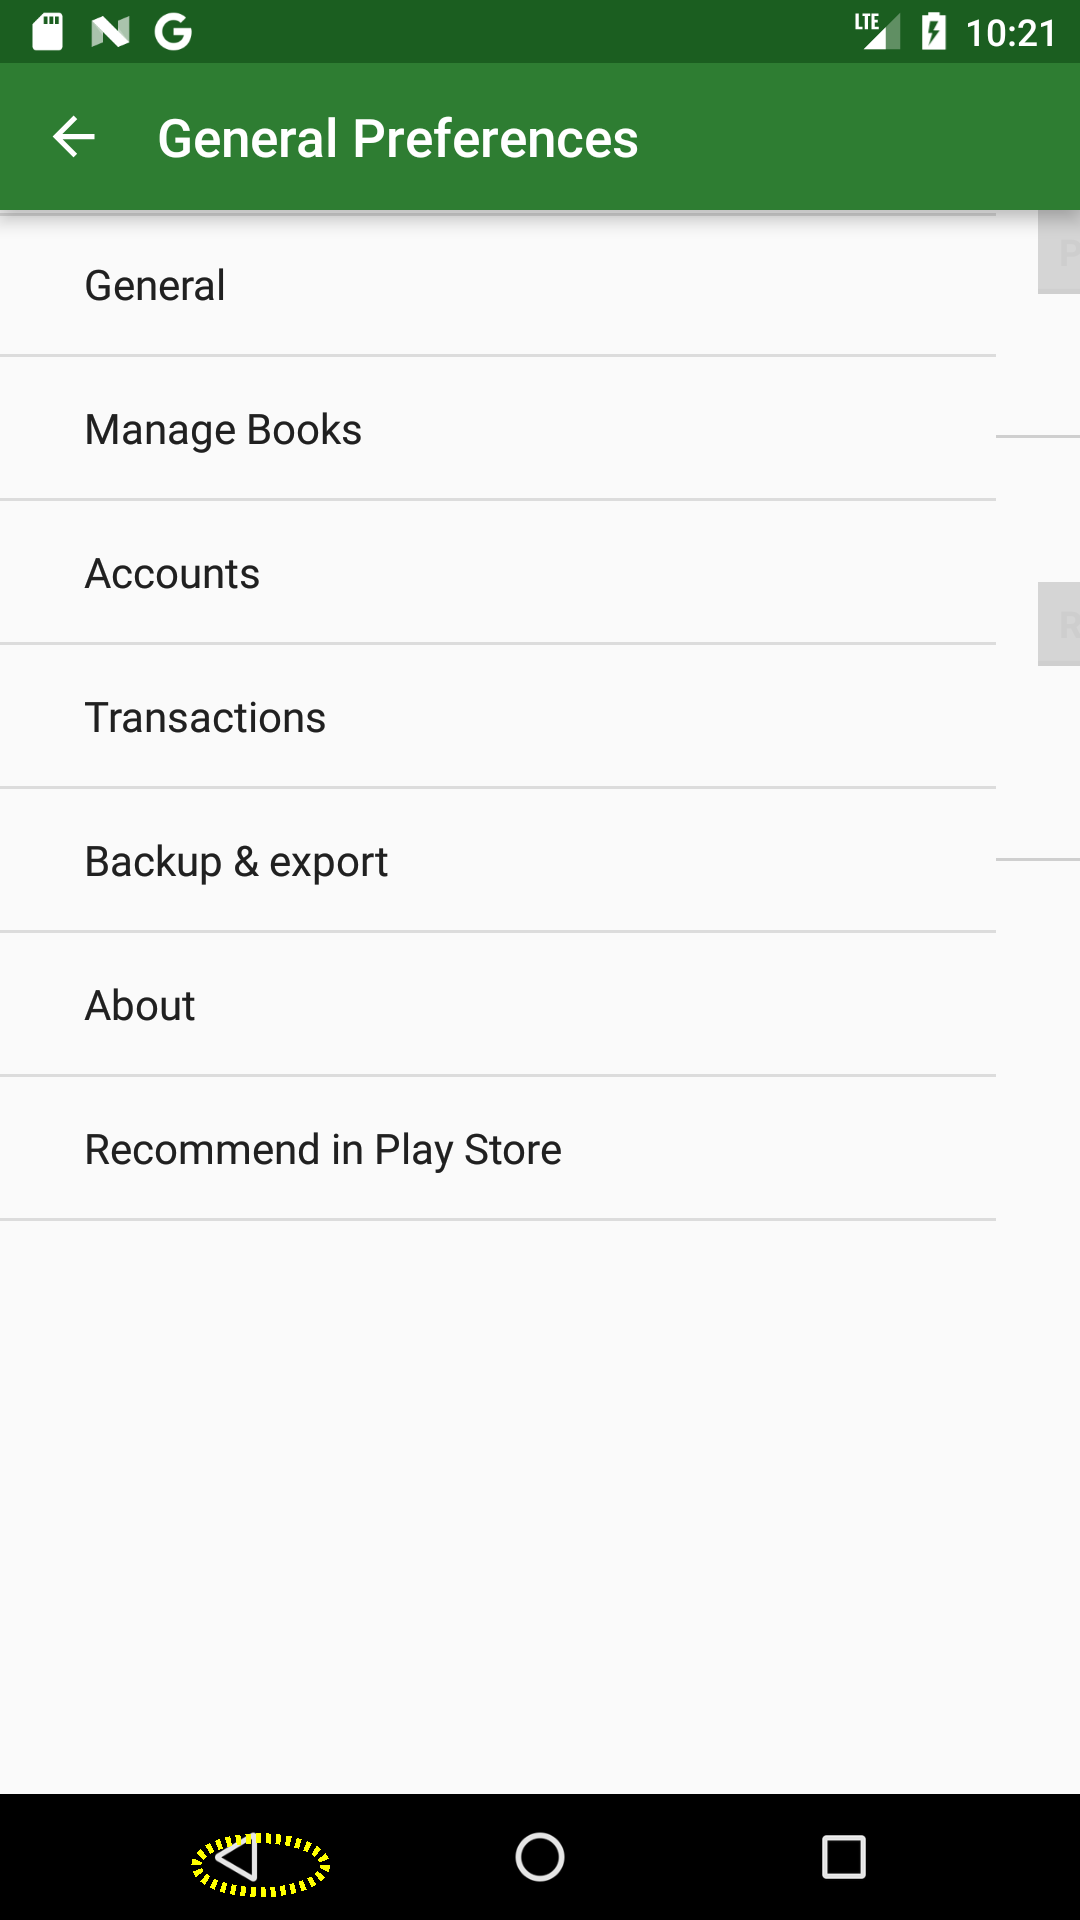 LTE 10:21
General Preferences
P
General
Manage Books
Accounts
R
Transactions
Backup & export
About
Recommend in Play Store